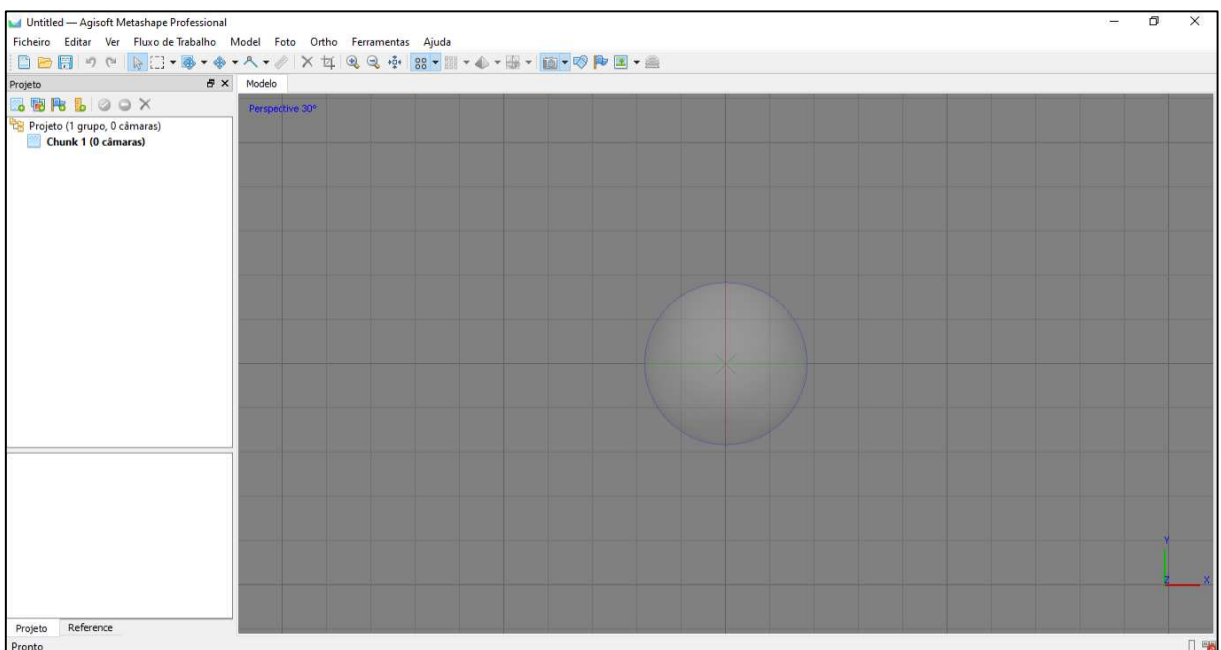 Untitled — Agisoft Metashape Professional
Ficheiro Editar Ver Fluxo de Trabalho Model Foto Ortho Ferramentas Ajuda
Projeto
Modelo
Perspective 30°
Projeto (1 grupo, 0 câmaras)
Chunk 1 (0 câmaras)
Y
Z X
Projeto Reference
Pronto